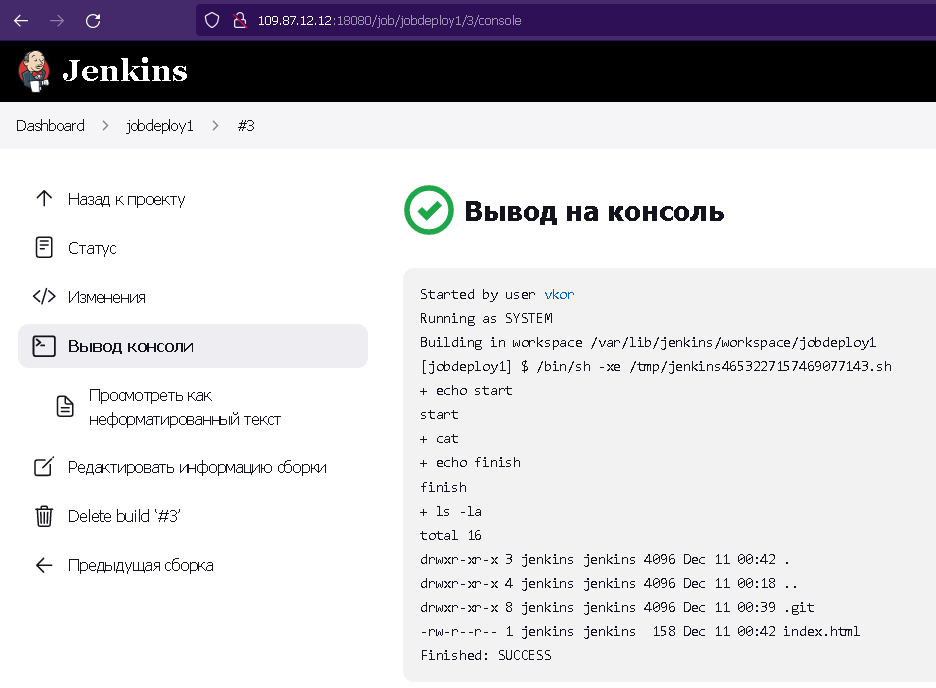 109.87.12.12:18080/job/jobdeploy1/3/console
Jenkins
Dashboard > jobdeploy1 > #3
Назад к проекту
Статус
Изменения
Вывод консоли
Просмотреть как
неформатированный текст
Редактировать информацию сборки
Delete build ‘#3’
Предыдущая сборка
Вывод на консоль
Started by user vkor
Running as SYSTEM
Building in workspace /var/lib/jenkins/workspace/jobdeploy1
[jobdeploy1] $ /bin/sh -xe /tmp/jenkins4653227157469077143.sh
+ echo start
start
+ cat
+ echo finish
finish
+ ls -la
total 16
drwxr-xr-x 3 jenkins jenkins 4096 Dec 11 00:42 .
drwxr-xr-x 4 jenkins jenkins 4096 Dec 11 00:18 ..
drwxr-xr-x 8 jenkins jenkins 4096 Dec 11 00:39 .git
-rw-r--r-- 1 jenkins jenkins  158 Dec 11 00:42 index.html
Finished: SUCCESS